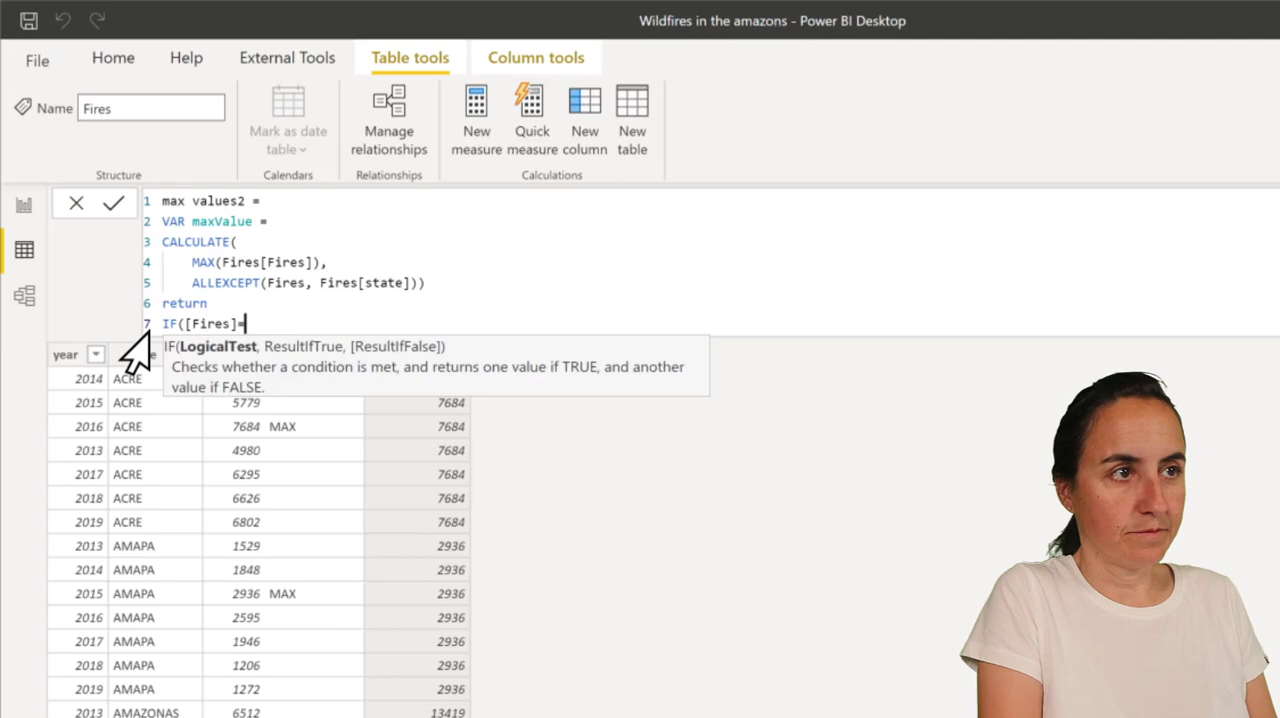 Wildfires in the amazons - Power BI Desktop
File Home Help External Tools Table tools Column tools
Name Fires
Mark as date table
Manage relationships
New measure
Quick measure
New column
New table
Structure Calendars Relationships Calculations
1 max values2 =
2 VAR maxValue =
3 CALCULATE(
4 MAX(Fires[Fires]),
5 ALLEXCEPT(Fires, Fires[state]))
6 return
7 IF([Fires]=
IF(LogicalTest, ResultIfTrue, [ResultIfFalse])
Checks whether a condition is met, and returns one value if TRUE, and another
value if FALSE.
year
2014 ACRE
2015 ACRE 5779 7684
2016 ACRE 7684 MAX 7684
2013 ACRE 4980 7684
2017 ACRE 6295 7684
2018 ACRE 6626 7684
2019 ACRE 6802 7684
2013 AMAPA 1529 2936
2014 AMAPA 1848 2936
2015 AMAPA 2936 MAX 2936
2016 AMAPA 2595 2936
2017 AMAPA 1946 2936
2018 AMAPA 1206 2936
2019 AMAPA 1272 2936
2013 AMAZONAS 6512 13419